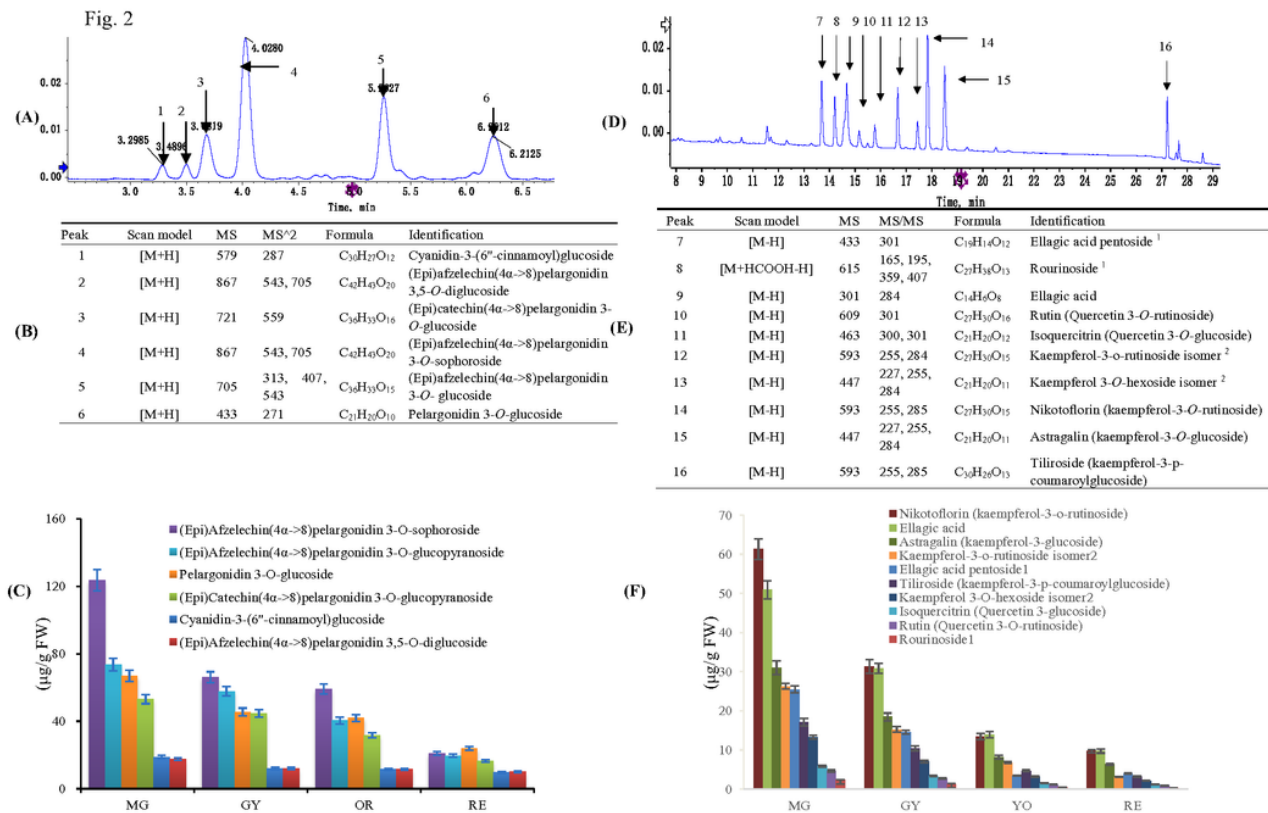 Fig. 2
(A)
0.03
0.02
0.01
0.00
1
2
3
4
5
6
3.2985
4.0280
6.2125
3.0 3.5 4.0 4.5 5.0 5.5 6.0 6.5
Time, min
(B)
Peak Scan model MS MS^2 Formula Identification
1 [M+H] 579 287 C30H27O12 Cyanidin-3-(6″-cinnamoyl)glucoside
2 [M+H] 867 543, 705 C42H43O20 (Epi)afzelechin(4α->8)pelargonidin
3,5-O-diglucoside
3 [M+H] 721 559 C36H33O16 (Epi)catechin(4α->8)pelargonidin 3-
O-glucoside
4 [M+H] 867 543, 705 C42H43O20 (Epi)afzelechin(4α->8)pelargonidin
3-O-sophoroside
5 [M+H] 705 313, 407,
543 C36H33O15 (Epi)afzelechin(4α->8)pelargonidin
3-O- glucoside
6 [M+H] 433 271 C21H20O10 Pelargonidin 3-O-glucoside
(C)
(µg/g FW)
160
120
80
40
0
(Epi)Afzelechin(4α->8)pelargonidin 3-O-sophoroside
(Epi)Afzelechin(4α->8)pelargonidin 3-O-glucopyranoside
Pelargonidin 3-O-glucoside
(Epi)Catechin(4α->8)pelargonidin 3-O-glucopyranoside
Cyanidin-3-(6″-cinnamoyl)glucoside
(Epi)Afzelechin(4α->8)pelargonidin 3,5-O-diglucoside
MG GY OR RE
(D)
0.02
0.01
0.00
7 8 9 10 11 12 13
14
15
16
8 9 10 11 12 13 14 15 16 17 18 19 20 21 22 23 24 25 26 27 28 29
Time, min
(E)
Peak Scan model MS MS/MS Formula Identification
7 [M-H] 433 301 C19H14O12 Ellagic acid pentoside 1
8 [M+HCOOH-H] 615 165, 195,
359, 407 C27H38O13 Rourinoside 1
9 [M-H] 301 284 C14H6O8 Ellagic acid
10 [M-H] 609 301 C27H30O16 Rutin (Quercetin 3-O-rutinoside)
11 [M-H] 463 300, 301 C21H20O12 Isoquercitrin (Quercetin 3-O-glucoside)
12 [M-H] 593 255, 284 C27H30O15 Kaempferol-3-o-rutinoside isomer 2
13 [M-H] 447 227, 255,
284 C21H20O11 Kaempferol 3-O-hexoside isomer 2
14 [M-H] 593 255, 285 C27H30O15 Nikotoflorin (kaempferol-3-O-rutinoside)
15 [M-H] 447 227, 255,
284 C21H20O11 Astragalin (kaempferol-3-O-glucoside)
16 [M-H] 593 255, 285 C30H26O13 Tiliroside (kaempferol-3-p-
coumaroylglucoside)
(F)
(µg/g FW)
70
60
50
40
30
20
10
0
Nikotoflorin (kaempferol-3-o-rutinoside)
Ellagic acid
Astragalin (kaempferol-3-glucoside)
Kaempferol-3-o-rutinoside isomer2
Ellagic acid pentoside1
Tiliroside (kaempferol-3-p-coumaroylglucoside)
Kaempferol 3-O-hexoside isomer2
Isoquercitrin (Quercetin 3-glucoside)
Rutin (Quercetin 3-O-rutinoside)
Rourinoside1
MG GY YO RE